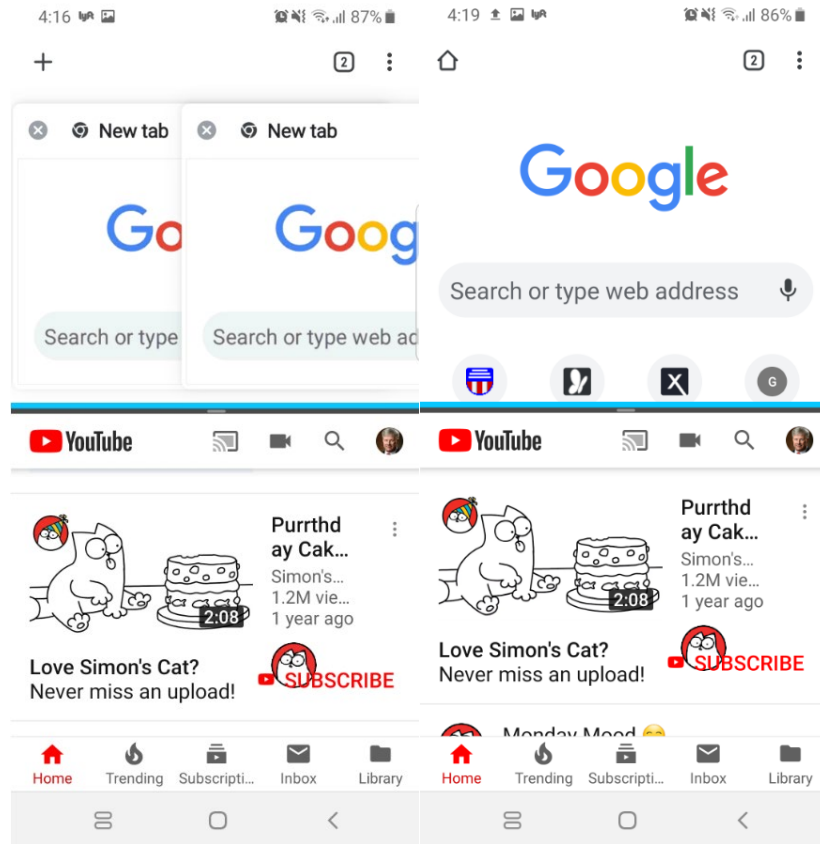 4:16 lyR 87%
2
New tab New tab
Go Goog
Search or type Search or type web ad
YouTube
Purrthd
ay Cak...
Simon's...
1.2M vie...
2:08 1 year ago
Love Simon's Cat?
Never miss an upload!
SUBSCRIBE
Home Trending Subscripti... Inbox Library
4:19 lyR 86%
2
Google
Search or type web address
X G
YouTube
Purrthd
ay Cak...
Simon's...
1.2M vie...
2:08 1 year ago
Love Simon's Cat?
Never miss an upload!
SUBSCRIBE
Monday Mood
Home Trending Subscripti... Inbox Library